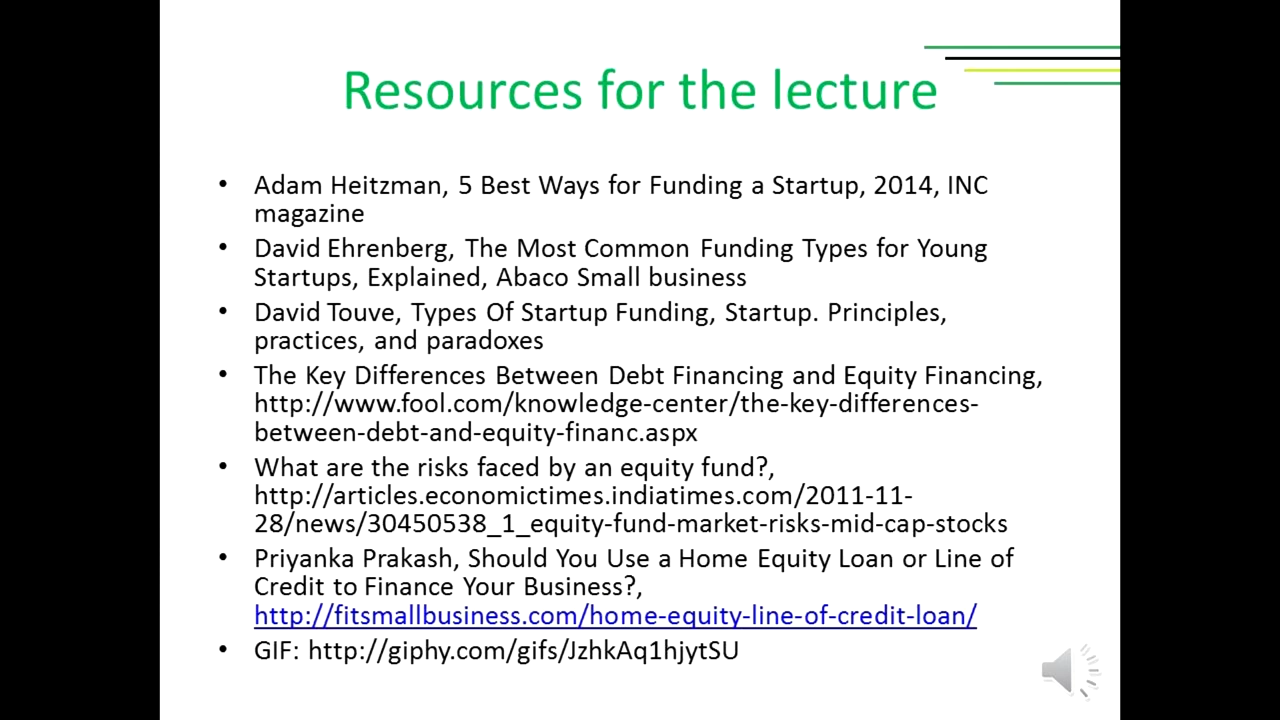 Resources for the lecture
• Adam Heitzman, 5 Best Ways for Funding a Startup, 2014, INC
magazine
• David Ehrenberg, The Most Common Funding Types for Young
Startups, Explained, Abaco Small business
• David Touve, Types Of Startup Funding, Startup. Principles,
practices, and paradoxes
• The Key Differences Between Debt Financing and Equity Financing,
http://www.fool.com/knowledge-center/the-key-differences-
between-debt-and-equity-financ.aspx
• What are the risks faced by an equity fund?,
http://articles.economictimes.indiatimes.com/2011-11-
28/news/30450538_1_equity-fund-market-risks-mid-cap-stocks
• Priyanka Prakash, Should You Use a Home Equity Loan or Line of
Credit to Finance Your Business?,
http://fitsmallbusiness.com/home-equity-line-of-credit-loan/
• GIF: http://giphy.com/gifs/JzhkAq1hjytSU